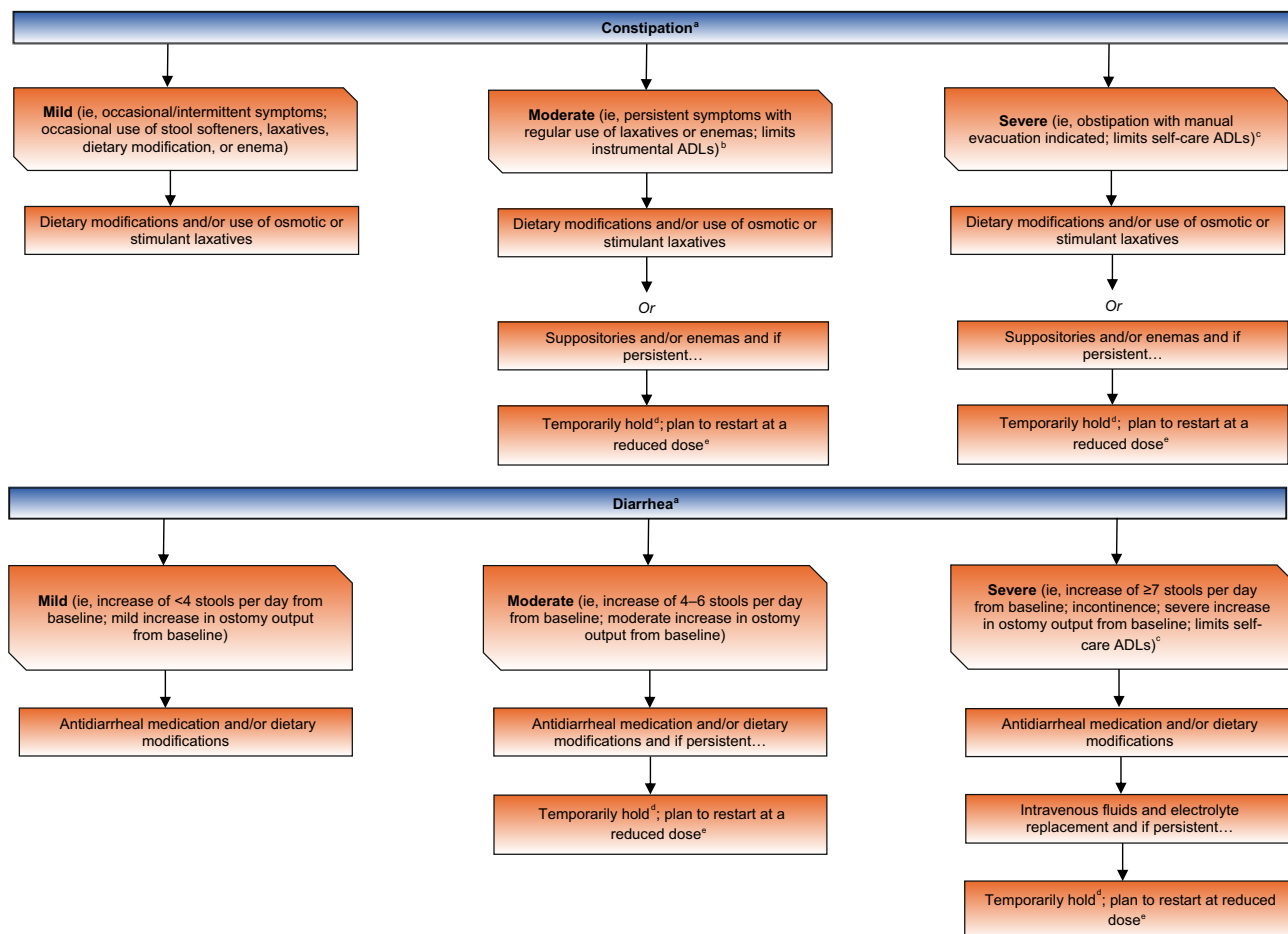 Constipationᵃ
Mild (ie, occasional/intermittent symptoms;
occasional use of stool softeners, laxatives,
dietary modification, or enema)
Dietary modifications and/or use of osmotic or
stimulant laxatives
Moderate (ie, persistent symptoms with
regular use of laxatives or enemas; limits
instrumental ADLs)ᵇ
Dietary modifications and/or use of osmotic or
stimulant laxatives
Or
Suppositories and/or enemas and if
persistent…
Temporarily holdᵈ; plan to restart at a
reduced doseᵉ
Severe (ie, obstipation with manual
evacuation indicated; limits self-care ADLs)ᶜ
Dietary modifications and/or use of osmotic or
stimulant laxatives
Or
Suppositories and/or enemas and if
persistent…
Temporarily holdᵈ; plan to restart at a
reduced doseᵉ
Diarrheaᵃ
Mild (ie, increase of <4 stools per day from
baseline; mild increase in ostomy output
from baseline)
Antidiarrheal medication and/or dietary
modifications
Moderate (ie, increase of 4–6 stools per day
from baseline; moderate increase in ostomy
output from baseline)
Antidiarrheal medication and/or dietary
modifications and if persistent…
Temporarily holdᵈ; plan to restart at a
reduced doseᵉ
Severe (ie, increase of ≥7 stools per day
from baseline; incontinence; severe increase
in ostomy output from baseline; limits self-
care ADLs)ᶜ
Antidiarrheal medication and/or dietary
modifications
Intravenous fluids and electrolyte
replacement and if persistent…
Temporarily holdᵈ; plan to restart at reduced
doseᵉ